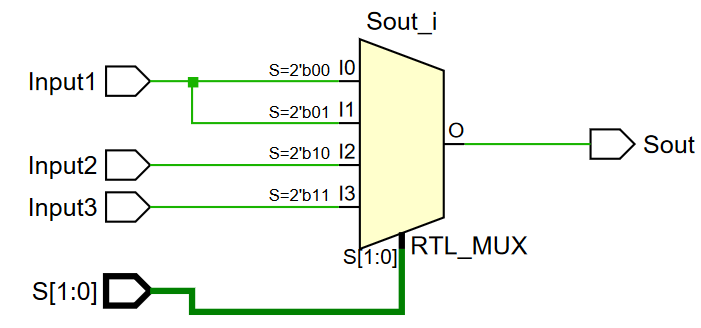 Sout_i
Input1
S=2'b00 I0
S=2'b01 I1
Input2
S=2'b10 I2
Input3
S=2'b11 I3
O
Sout
S[1:0]
RTL_MUX
S[1:0]